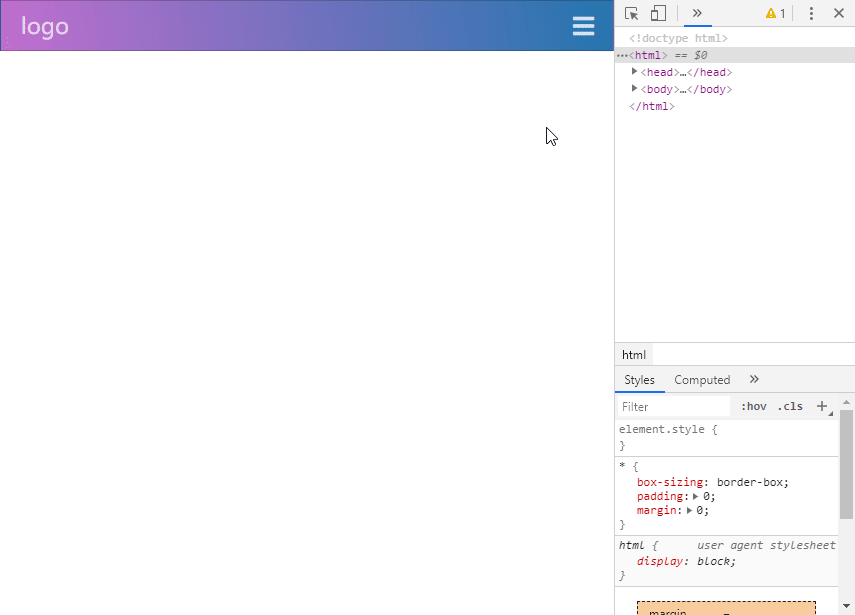 logo
1
<!doctype html>
…<html> == $0
<head>…</head>
<body>…</body>
</html>
html
Styles Computed
Filter :hov .cls
element.style {
}
* {
box-sizing: border-box;
padding: 0;
margin: 0;
}
html { user agent stylesheet
display: block;
}
margin